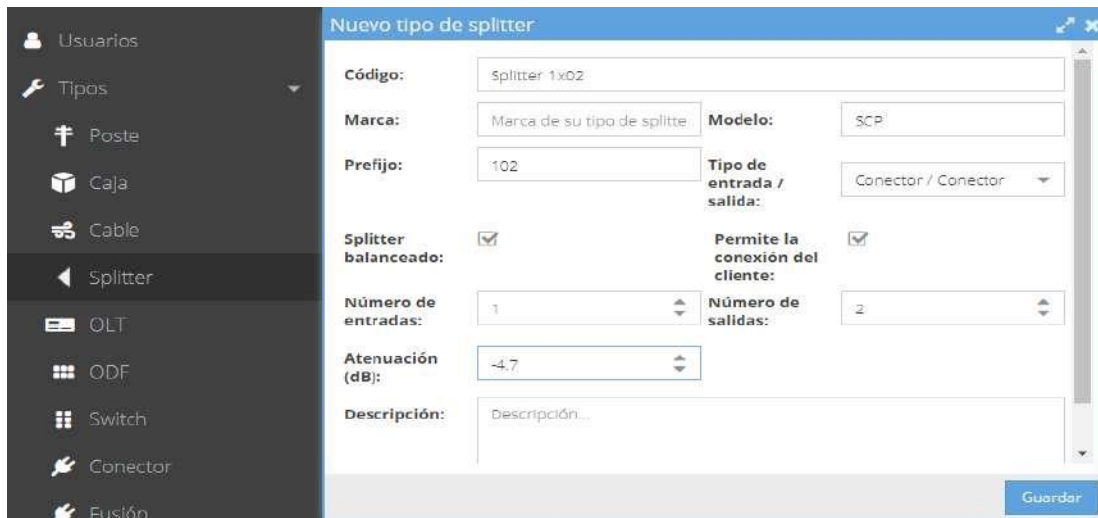 Usuarios
Tipos
Poste
Caja
Cable
Splitter
OLT
ODF
Switch
Conector
Fusión
Nuevo tipo de splitter
Código:
Splitter 1x02
Marca:
Marca de su tipo de splitte
Modelo:
SCP
Prefijo:
102
Tipo de
entrada /
salida:
Conector / Conector
Splitter
balanceado:
Permite la
conexión del
cliente:
Número de
entradas:
1
Número de
salidas:
2
Atenuación
(dB):
-4.7
Descripción:
Descripción...
Guardar